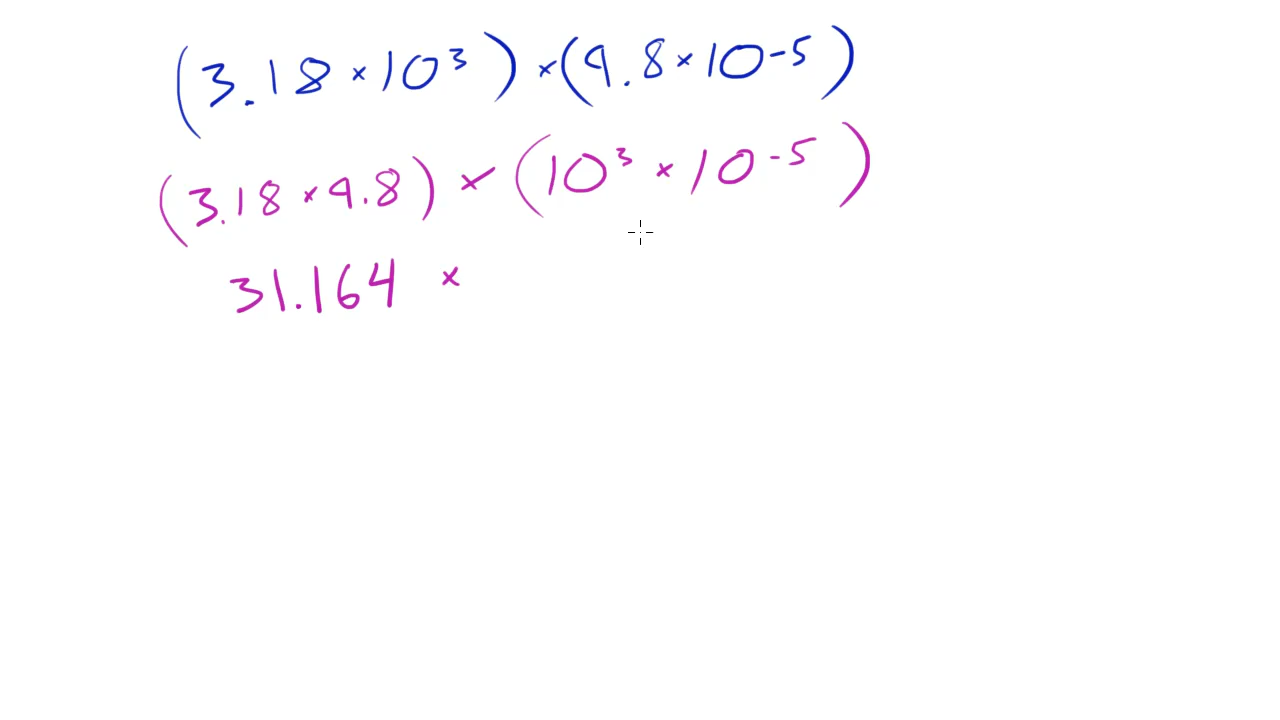 (3.18 × 10³) × (9.8 × 10⁻⁵)
(3.18 × 9.8) × (10³ × 10⁻⁵)
31.164 ×